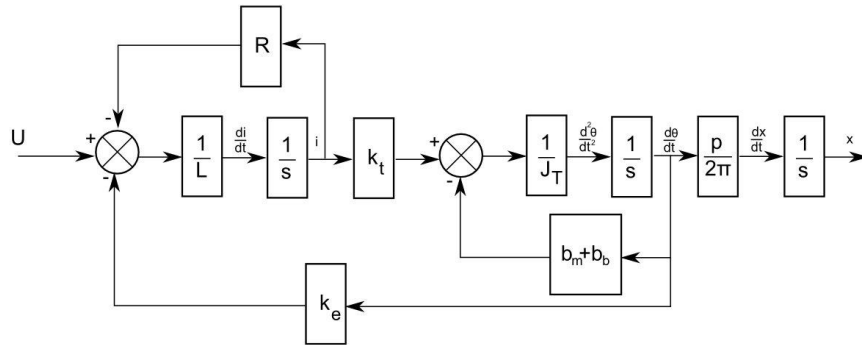 R
-
U
+
-
1
L
di
dt
1
s
i
k_t
+
-
1
J_T
d²θ
dt²
1
s
dθ
dt
p
2π
dx
dt
1
s
x
b_m+b_b
k_e